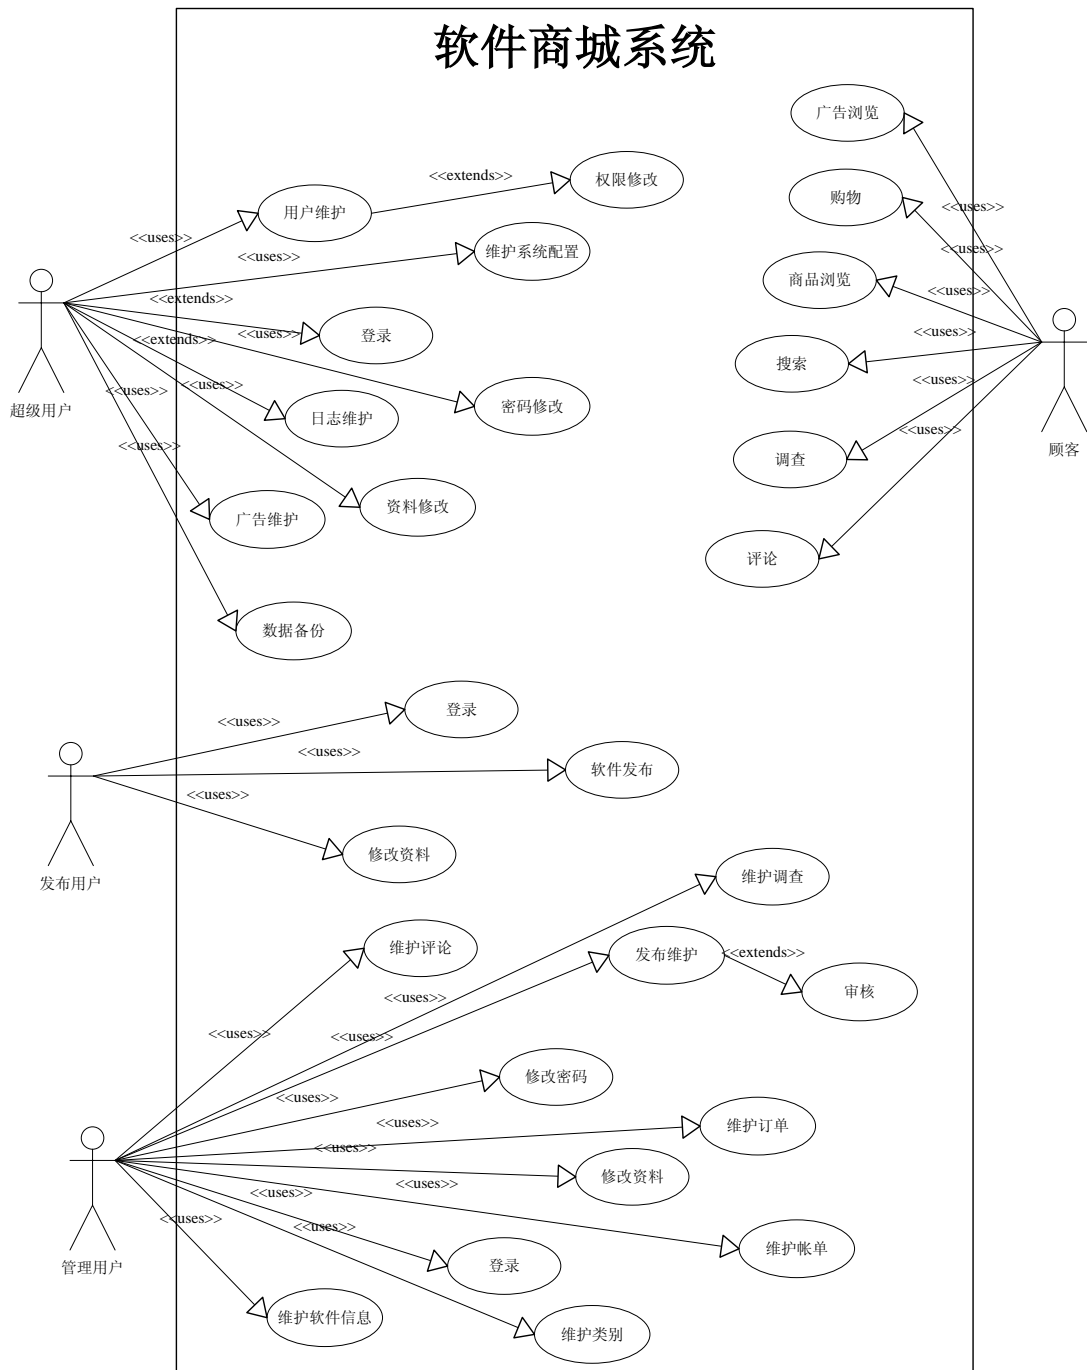 软件商城系统
广告浏览
<<extends>>
权限修改
购物
<<uses>>
用户维护
<<uses>>
<<uses>>
维护系统配置
<<uses>>
商品浏览
<<uses>>
<<extends>>
<<uses>>
登录
<<uses>>
<<extends>>
搜索
<<uses>>
<<uses>>
<<uses>>
超级用户
日志维护
密码修改
<<uses>>
顾客
<<uses>>
调查
广告维护
资料修改
评论
数据备份
登录
<<uses>>
<<uses>>
软件发布
<<uses>>
修改资料
发布用户
维护调查
维护评论
发布维护
<<extends>>
审核
<<uses>>
<<uses>>
<<uses>>
修改密码
<<uses>>
<<uses>>
维护订单
<<uses>>
修改资料
<<uses>>
<<uses>>
<<uses>>
<<uses>>
维护帐单
管理用户
登录
维护软件信息
维护类别